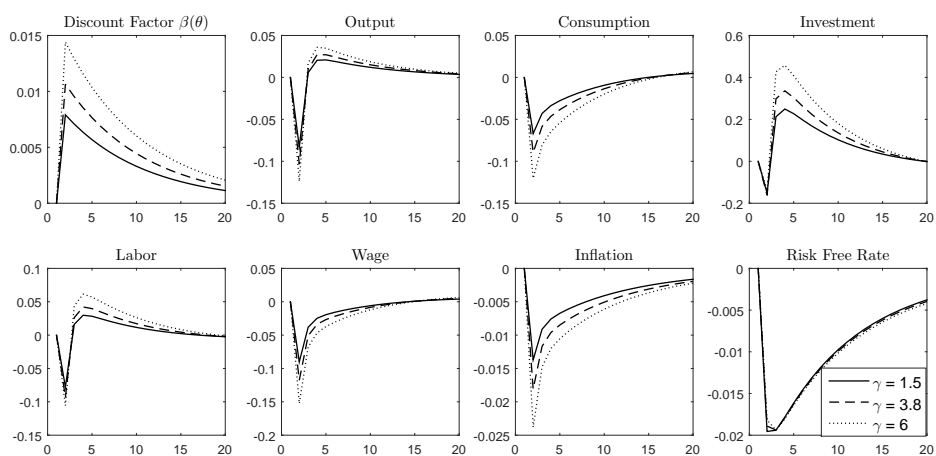 Discount Factor β(θ)
Output
Consumption
Investment
0.015
0.01
0.005
0
0 5 10 15 20
0.05
0
-0.05
-0.1
-0.15
0 5 10 15 20
0.05
0
-0.05
-0.1
-0.15
0 5 10 15 20
0.6
0.4
0.2
0
-0.2
0 5 10 15 20
Labor
Wage
Inflation
Risk Free Rate
0.1
0.05
0
-0.05
-0.1
-0.15
0 5 10 15 20
0.05
0
-0.05
-0.1
-0.15
-0.2
0 5 10 15 20
0
-0.005
-0.01
-0.015
-0.02
-0.025
0 5 10 15 20
0
-0.005
-0.01
-0.015
-0.02
0 5 10 15 20
γ = 1.5
γ = 3.8
γ = 6